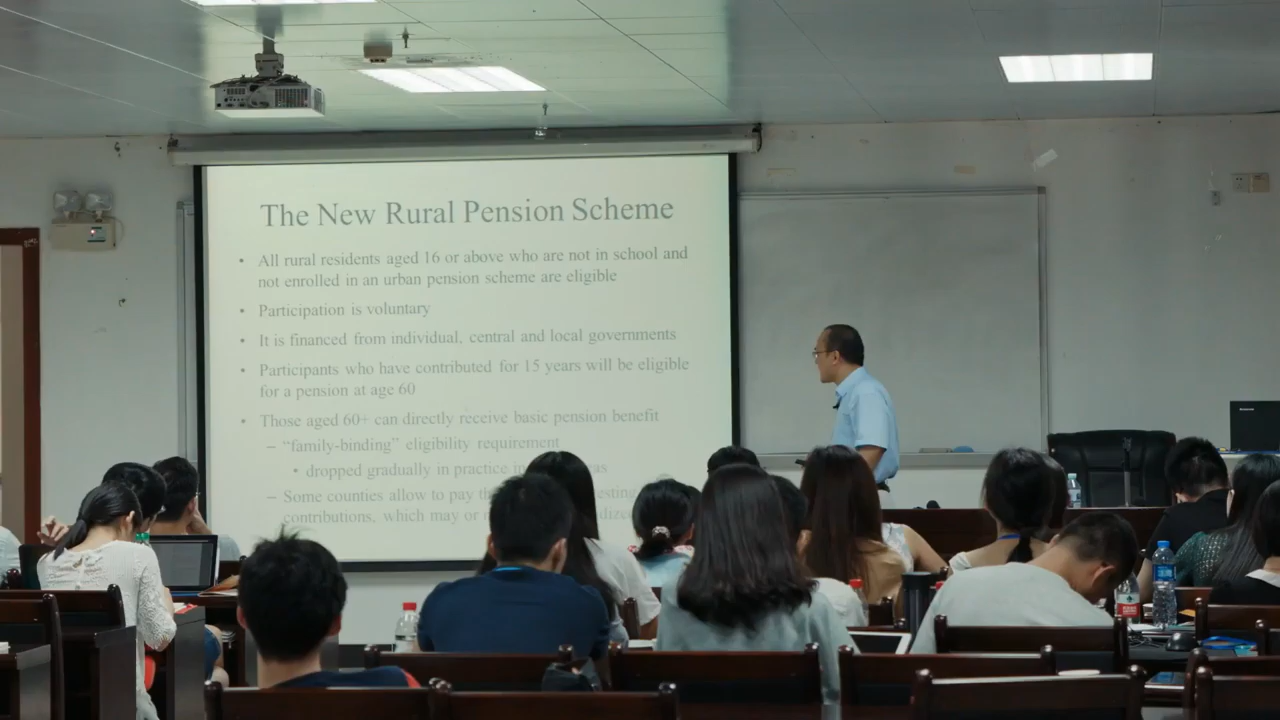 The New Rural Pension Scheme
• All rural residents aged 16 or above who are not in school and
not enrolled in an urban pension scheme are eligible
• Participation is voluntary
• It is financed from individual, central and local governments
• Participants who have contributed for 15 years will be eligible
for a pension at age 60
• Those aged 60+ can directly receive basic pension benefit
– “family-binding” eligibility requirement
• dropped gradually in practice in
– Some counties allow to pay
contributions, which may or